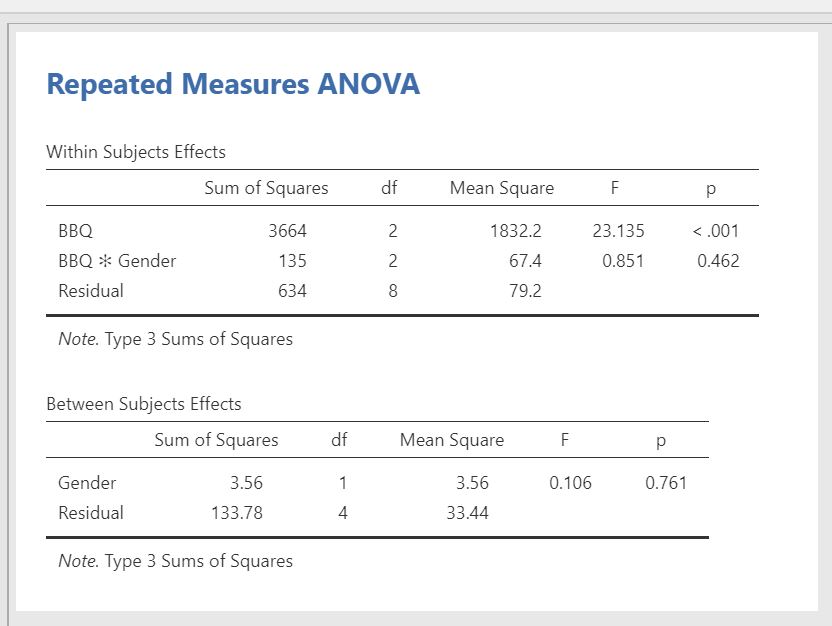 Repeated Measures ANOVA
Within Subjects Effects
Sum of Squares df Mean Square F p
BBQ 3664 2 1832.2 23.135 < .001
BBQ ✻ Gender 135 2 67.4 0.851 0.462
Residual 634 8 79.2
Note. Type 3 Sums of Squares
Between Subjects Effects
Sum of Squares df Mean Square F p
Gender 3.56 1 3.56 0.106 0.761
Residual 133.78 4 33.44
Note. Type 3 Sums of Squares